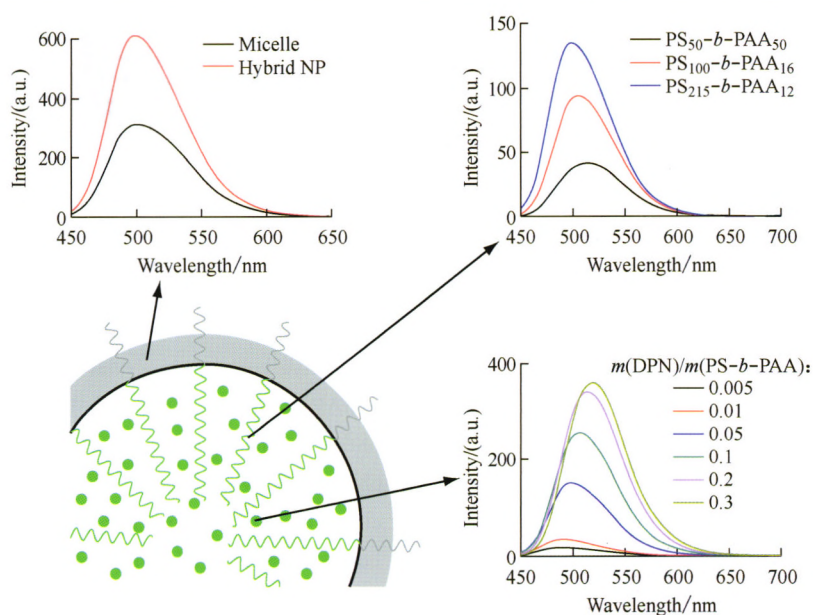 600
400
200
0
Intensity/(a.u.)
Micelle
Hybrid NP
450 500 550 600 650
Wavelength/nm
150
100
50
0
Intensity/(a.u.)
PS50-b-PAA50
PS100-b-PAA16
PS215-b-PAA12
450 500 550 600 650 700
Wavelength/nm
400
200
0
Intensity/(a.u.)
m(DPN)/m(PS-b-PAA):
0.005
0.01
0.05
0.1
0.2
0.3
450 500 550 600 650 700
Wavelength/nm